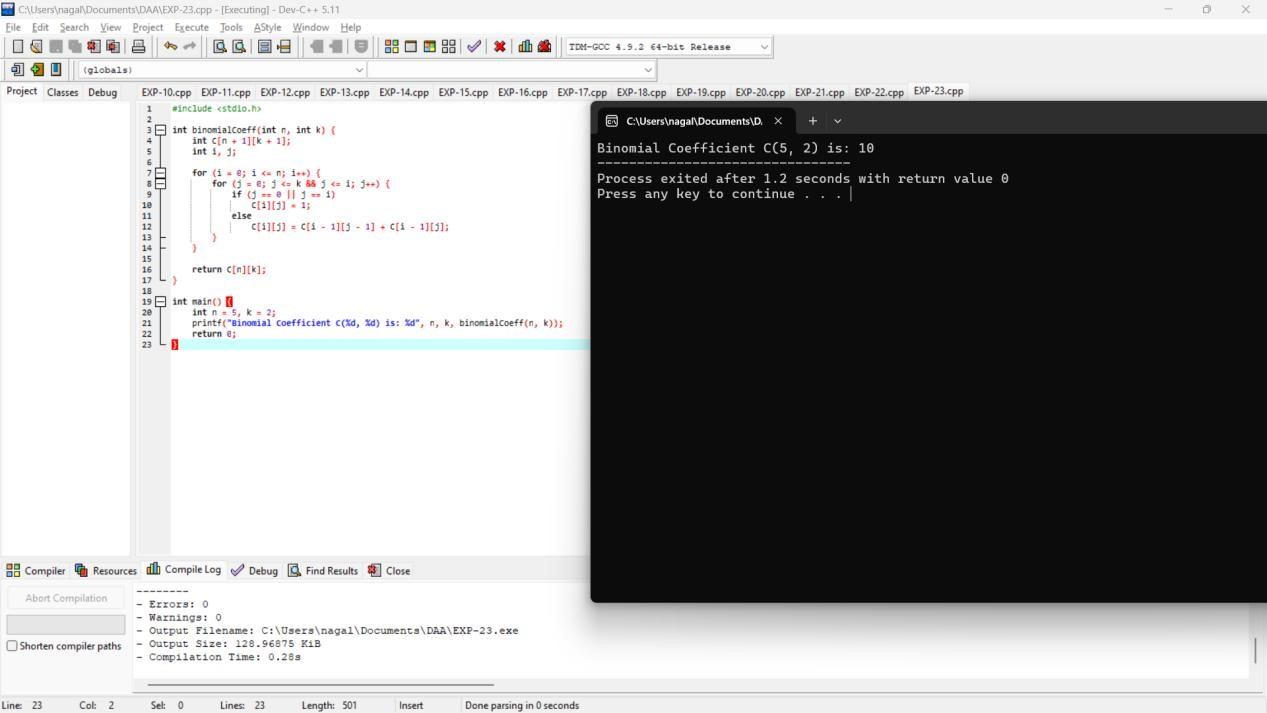 C:\Users\nagal\Documents\DAA\EXP-23.cpp - [Executing] - Dev-C++ 5.11
File Edit Search View Project Execute Tools AStyle Window Help
TDM-GCC 4.9.2 64-bit Release
(globals)
Project Classes Debug
EXP-10.cpp EXP-11.cpp EXP-12.cpp EXP-13.cpp EXP-14.cpp EXP-15.cpp EXP-16.cpp EXP-17.cpp EXP-18.cpp EXP-19.cpp EXP-20.cpp EXP-21.cpp EXP-22.cpp EXP-23.cpp
1 #include <stdio.h>
2
3 int binomialCoeff(int n, int k) {
4 int C[n + 1][k + 1];
5 int i, j;
6
7 for (i = 0; i <= n; i++) {
8 for (j = 0; j <= k && j <= i; j++) {
9 if (j == 0 || j == i)
10 C[i][j] = 1;
11 else
12 C[i][j] = C[i - 1][j - 1] + C[i - 1][j];
13 }
14 }
15
16 return C[n][k];
17 }
18
19 int main() {
20 int n = 5, k = 2;
21 printf("Binomial Coefficient C(%d, %d) is: %d", n, k, binomialCoeff(n, k));
22 return 0;
23 }
C:\Users\nagal\Documents\D.
Binomial Coefficient C(5, 2) is: 10
--------------------------------
Process exited after 1.2 seconds with return value 0
Press any key to continue . . .
Compiler Resources Compile Log Debug Find Results Close
Abort Compilation
Shorten compiler paths
--------
- Errors: 0
- Warnings: 0
- Output Filename: C:\Users\nagal\Documents\DAA\EXP-23.exe
- Output Size: 128.96875 KiB
- Compilation Time: 0.28s
Line: 23 Col: 2 Sel: 0 Lines: 23 Length: 501 Insert Done parsing in 0 seconds